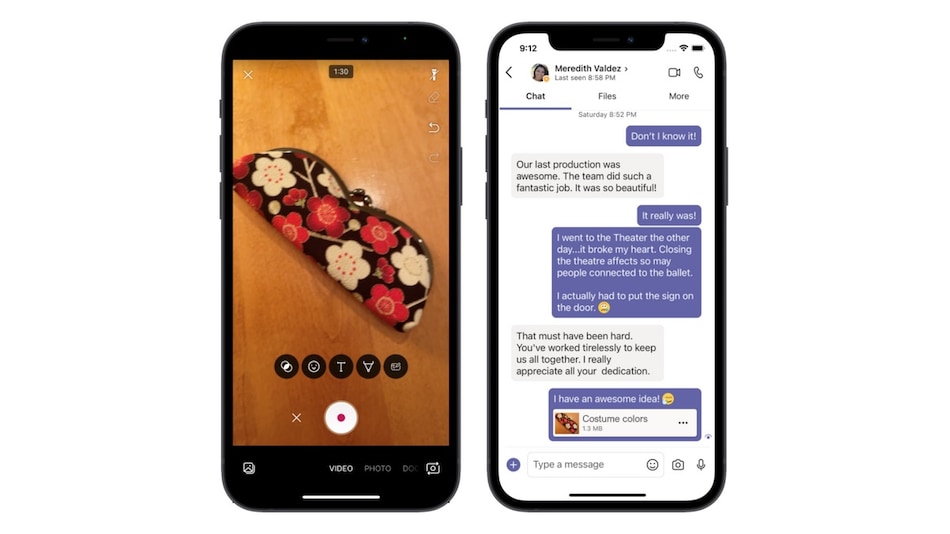 1:30
VIDEO PHOTO DOC
9:12
Meredith Valdez >
Last seen 8:58 PM
Chat Files More
Saturday 8:52 PM
Don't I know it!
Our last production was
awesome. The team did such a
fantastic job. It was so beautiful!
It really was!
I went to the Theater the other
day...it broke my heart. Closing
the theatre affects so may
people connected to the ballet.
I actually had to put the sign on
the door.
That must have been hard.
You've worked tirelessly to keep
us all together. I really
appreciate all your dedication.
I have an awesome idea!
Costume colors
1.3 MB
Type a message